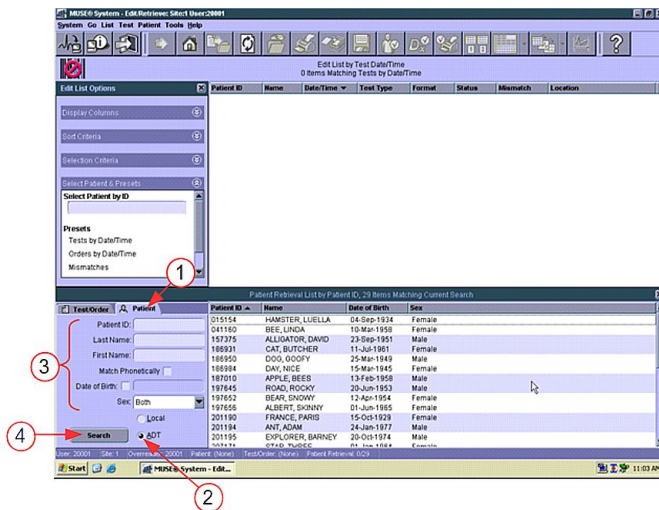 MUSE® System - Edit/Retrieve: Site:1 User:20001
System Go List Test Patient Tools Help
Edit List by Test Date/Time
0 Items Matching Tests by Date/Time
Edit List Options
Patient ID Name Date/Time Test Type Format Status Mismatch Location
Display Columns
Sort Criteria
Selection Criteria
Select Patient & Presets
Select Patient by ID
Presets
Tests by Date/Time
Orders by Date/Time
Mismatches
1
Patient Retrieval List by Patient ID, 29 Items Matching Current Search
Test/Order Patient
Patient ID Name Date of Birth Sex
015154 HAMSTER, LUELLA 04-Sep-1934 Female
041160 BEE, LINDA 10-Mar-1958 Female
157375 ALLIGATOR, DAVID 23-Sep-1951 Male
186931 CAT, BUTCHER 11-Jul-1961 Female
186950 DOG, GOOFY 25-Mar-1949 Male
186984 DAY, NICE 15-Mar-1945 Female
187010 APPLE, BEES 13-Feb-1958 Male
197645 ROAD, ROCKY 20-Jun-1953 Male
197652 BEAR, SNOWY 12-Apr-1954 Female
197656 ALBERT, SKINNY 01-Jun-1965 Female
201190 FRANCE, PARIS 15-Oct-1929 Female
201194 ANT, ADAM 24-Jan-1977 Male
201195 EXPLORER, BARNEY 20-Oct-1974 Male
Patient ID:
Last Name:
First Name:
Match Phonetically
Date of Birth:
Sex: Both
Local
ADT
Search
3
4
User: 20001 Site: 1 Overreader: 20001 Patient: (None) Test/Order: (None) Patient Retrieval: 0/29
Start MUSE® System - Edit... 11:03 AM
2